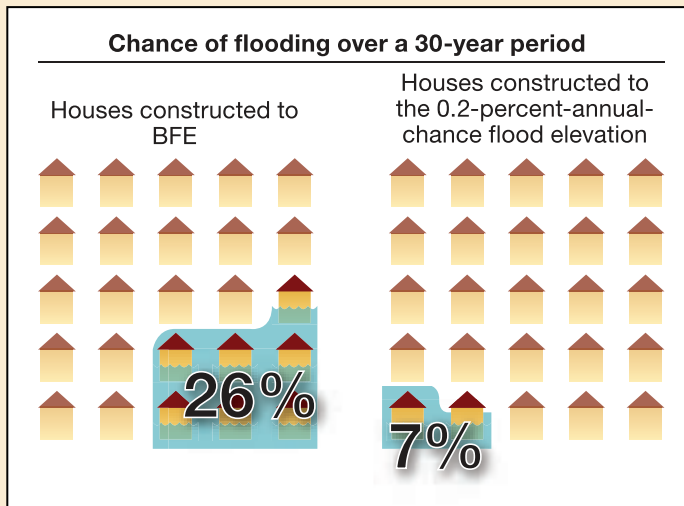 Chance of flooding over a 30-year period
Houses constructed to
BFE
Houses constructed to
the 0.2-percent-annual-
chance flood elevation
26%
7%